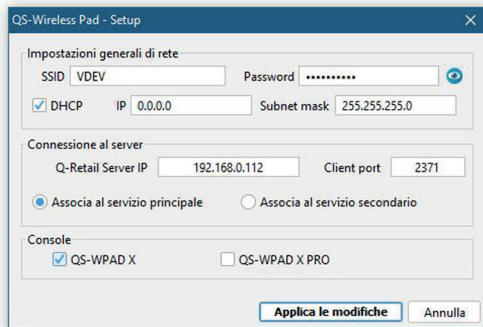 QS-Wireless Pad - Setup
Impostazioni generali di rete
SSID VDEV Password ••••••••••
DHCP IP 0.0.0.0 Subnet mask 255.255.255.0
Connessione al server
Q-Retail Server IP 192.168.0.112 Client port 2371
Associa al servizio principale Associa al servizio secondario
Console
QS-WPAD X QS-WPAD X PRO
Applica le modifiche Annulla